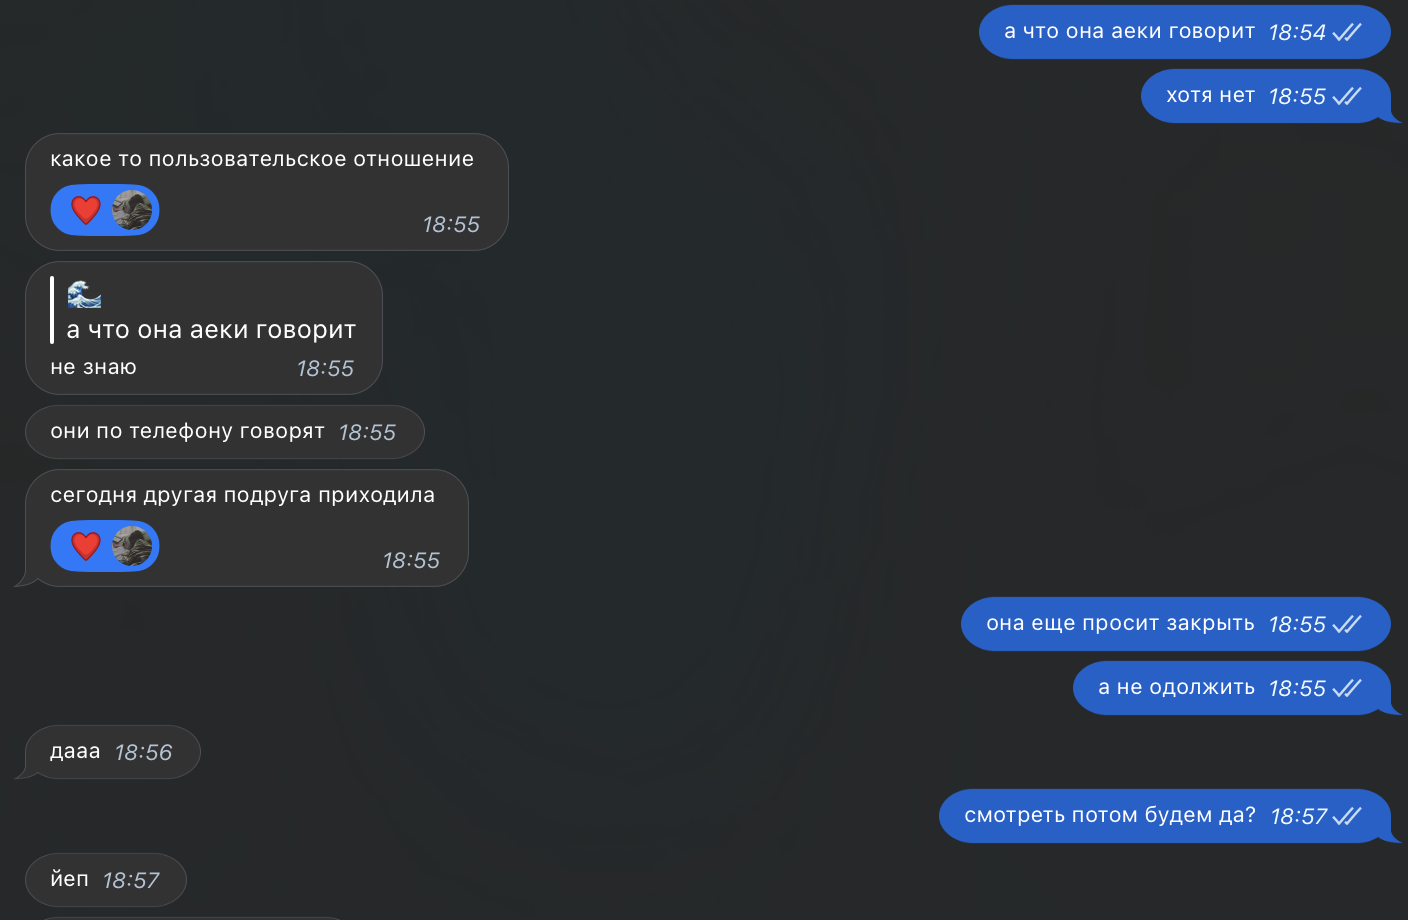 а что она аеки говорит 18:54
хотя нет 18:55
какое то пользовательское отношение
18:55
а что она аеки говорит
не знаю 18:55
они по телефону говорят 18:55
сегодня другая подруга приходила
18:55
она еще просит закрыть 18:55
а не одолжить 18:55
дааа 18:56
смотреть потом будем да? 18:57
йеп 18:57